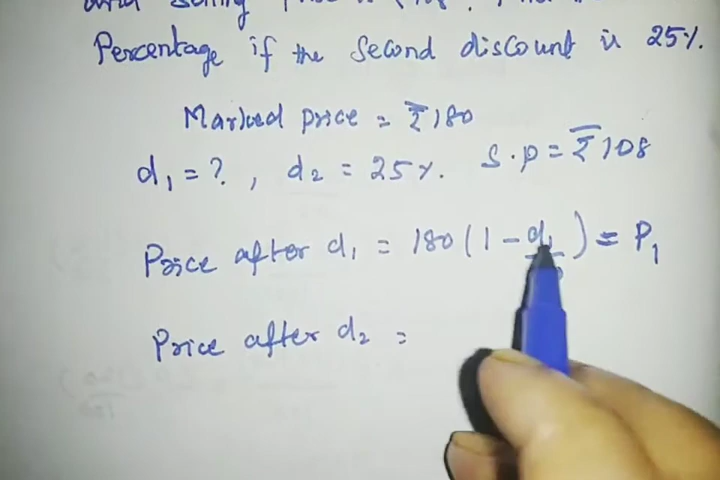 Percentage if the second discount is 25%.
Marked price = ₹180
d₁ = ? , d₂ = 25%. S.p = ₹108
Price after d₁ = 180 ( 1 - d₁ ) = P₁
Price after d₂ =